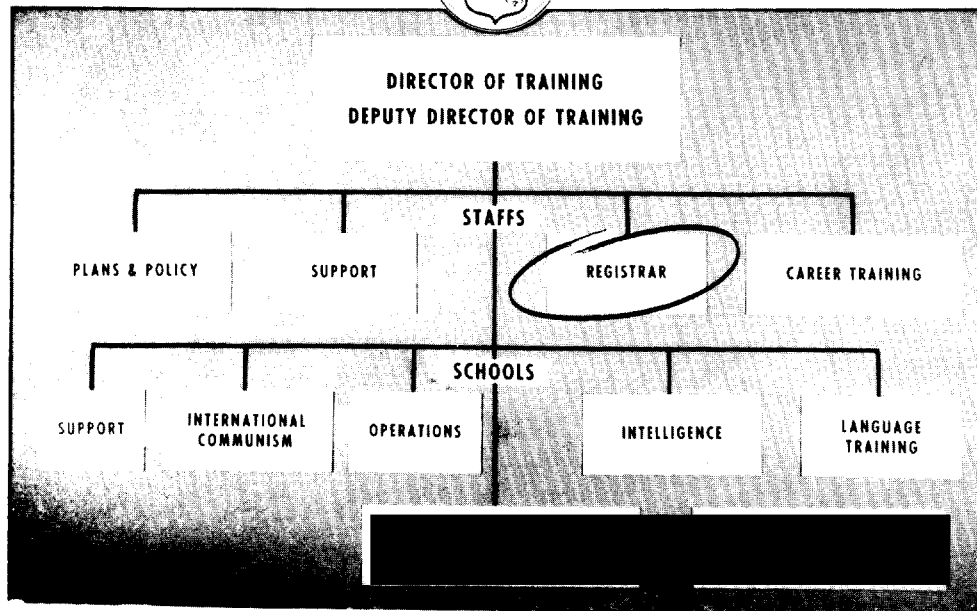 DIRECTOR OF TRAINING
DEPUTY DIRECTOR OF TRAINING
STAFFS
PLANS & POLICY
SUPPORT
REGISTRAR
CAREER TRAINING
SCHOOLS
SUPPORT
INTERNATIONAL
COMMUNISM
OPERATIONS
INTELLIGENCE
LANGUAGE
TRAINING